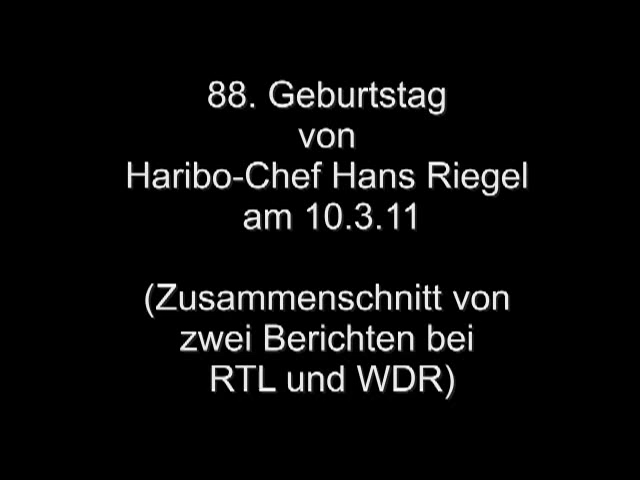 88. Geburtstag
von
Haribo-Chef Hans Riegel
am 10.3.11
(Zusammenschnitt von
zwei Berichten bei
RTL und WDR)